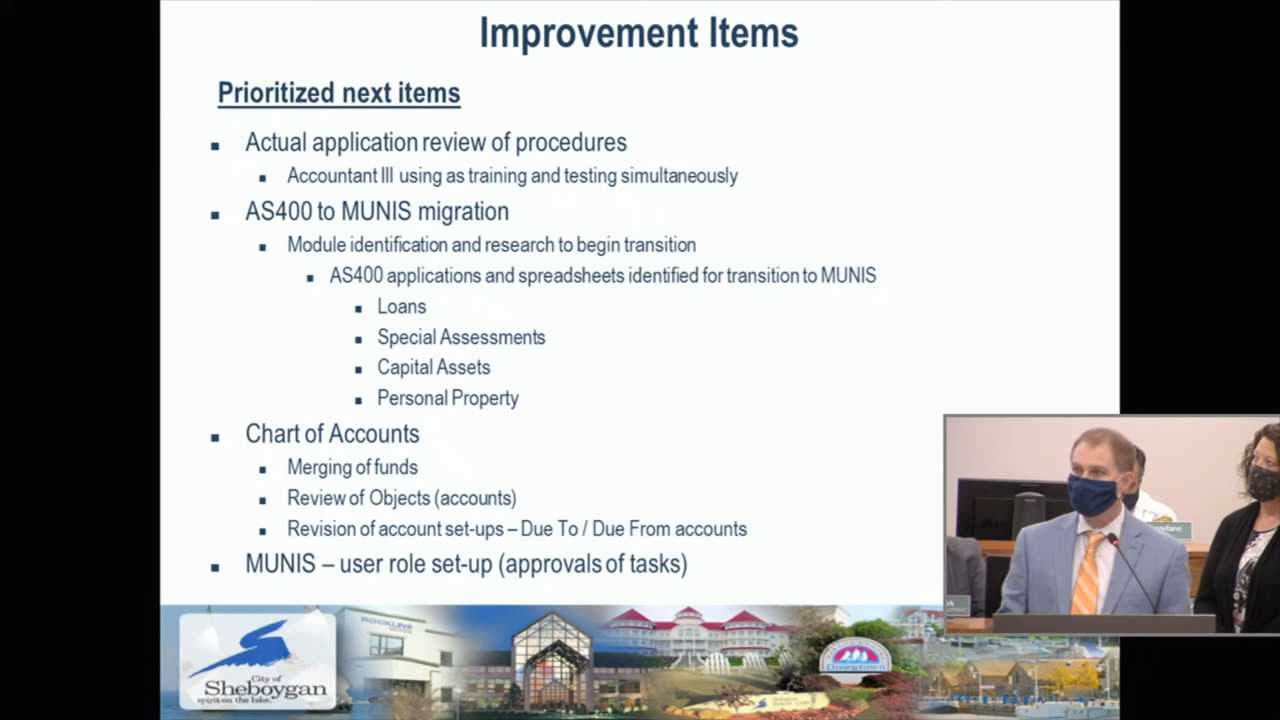 Improvement Items
Prioritized next items
Actual application review of procedures
Accountant III using as training and testing simultaneously
AS400 to MUNIS migration
Module identification and research to begin transition
AS400 applications and spreadsheets identified for transition to MUNIS
Loans
Special Assessments
Capital Assets
Personal Property
Chart of Accounts
Merging of funds
Review of Objects (accounts)
Revision of account set-ups – Due To / Due From accounts
MUNIS – user role set-up (approvals of tasks)
ROCKLINE
Downtown
City of
Sheboygan
spirit on the lake.